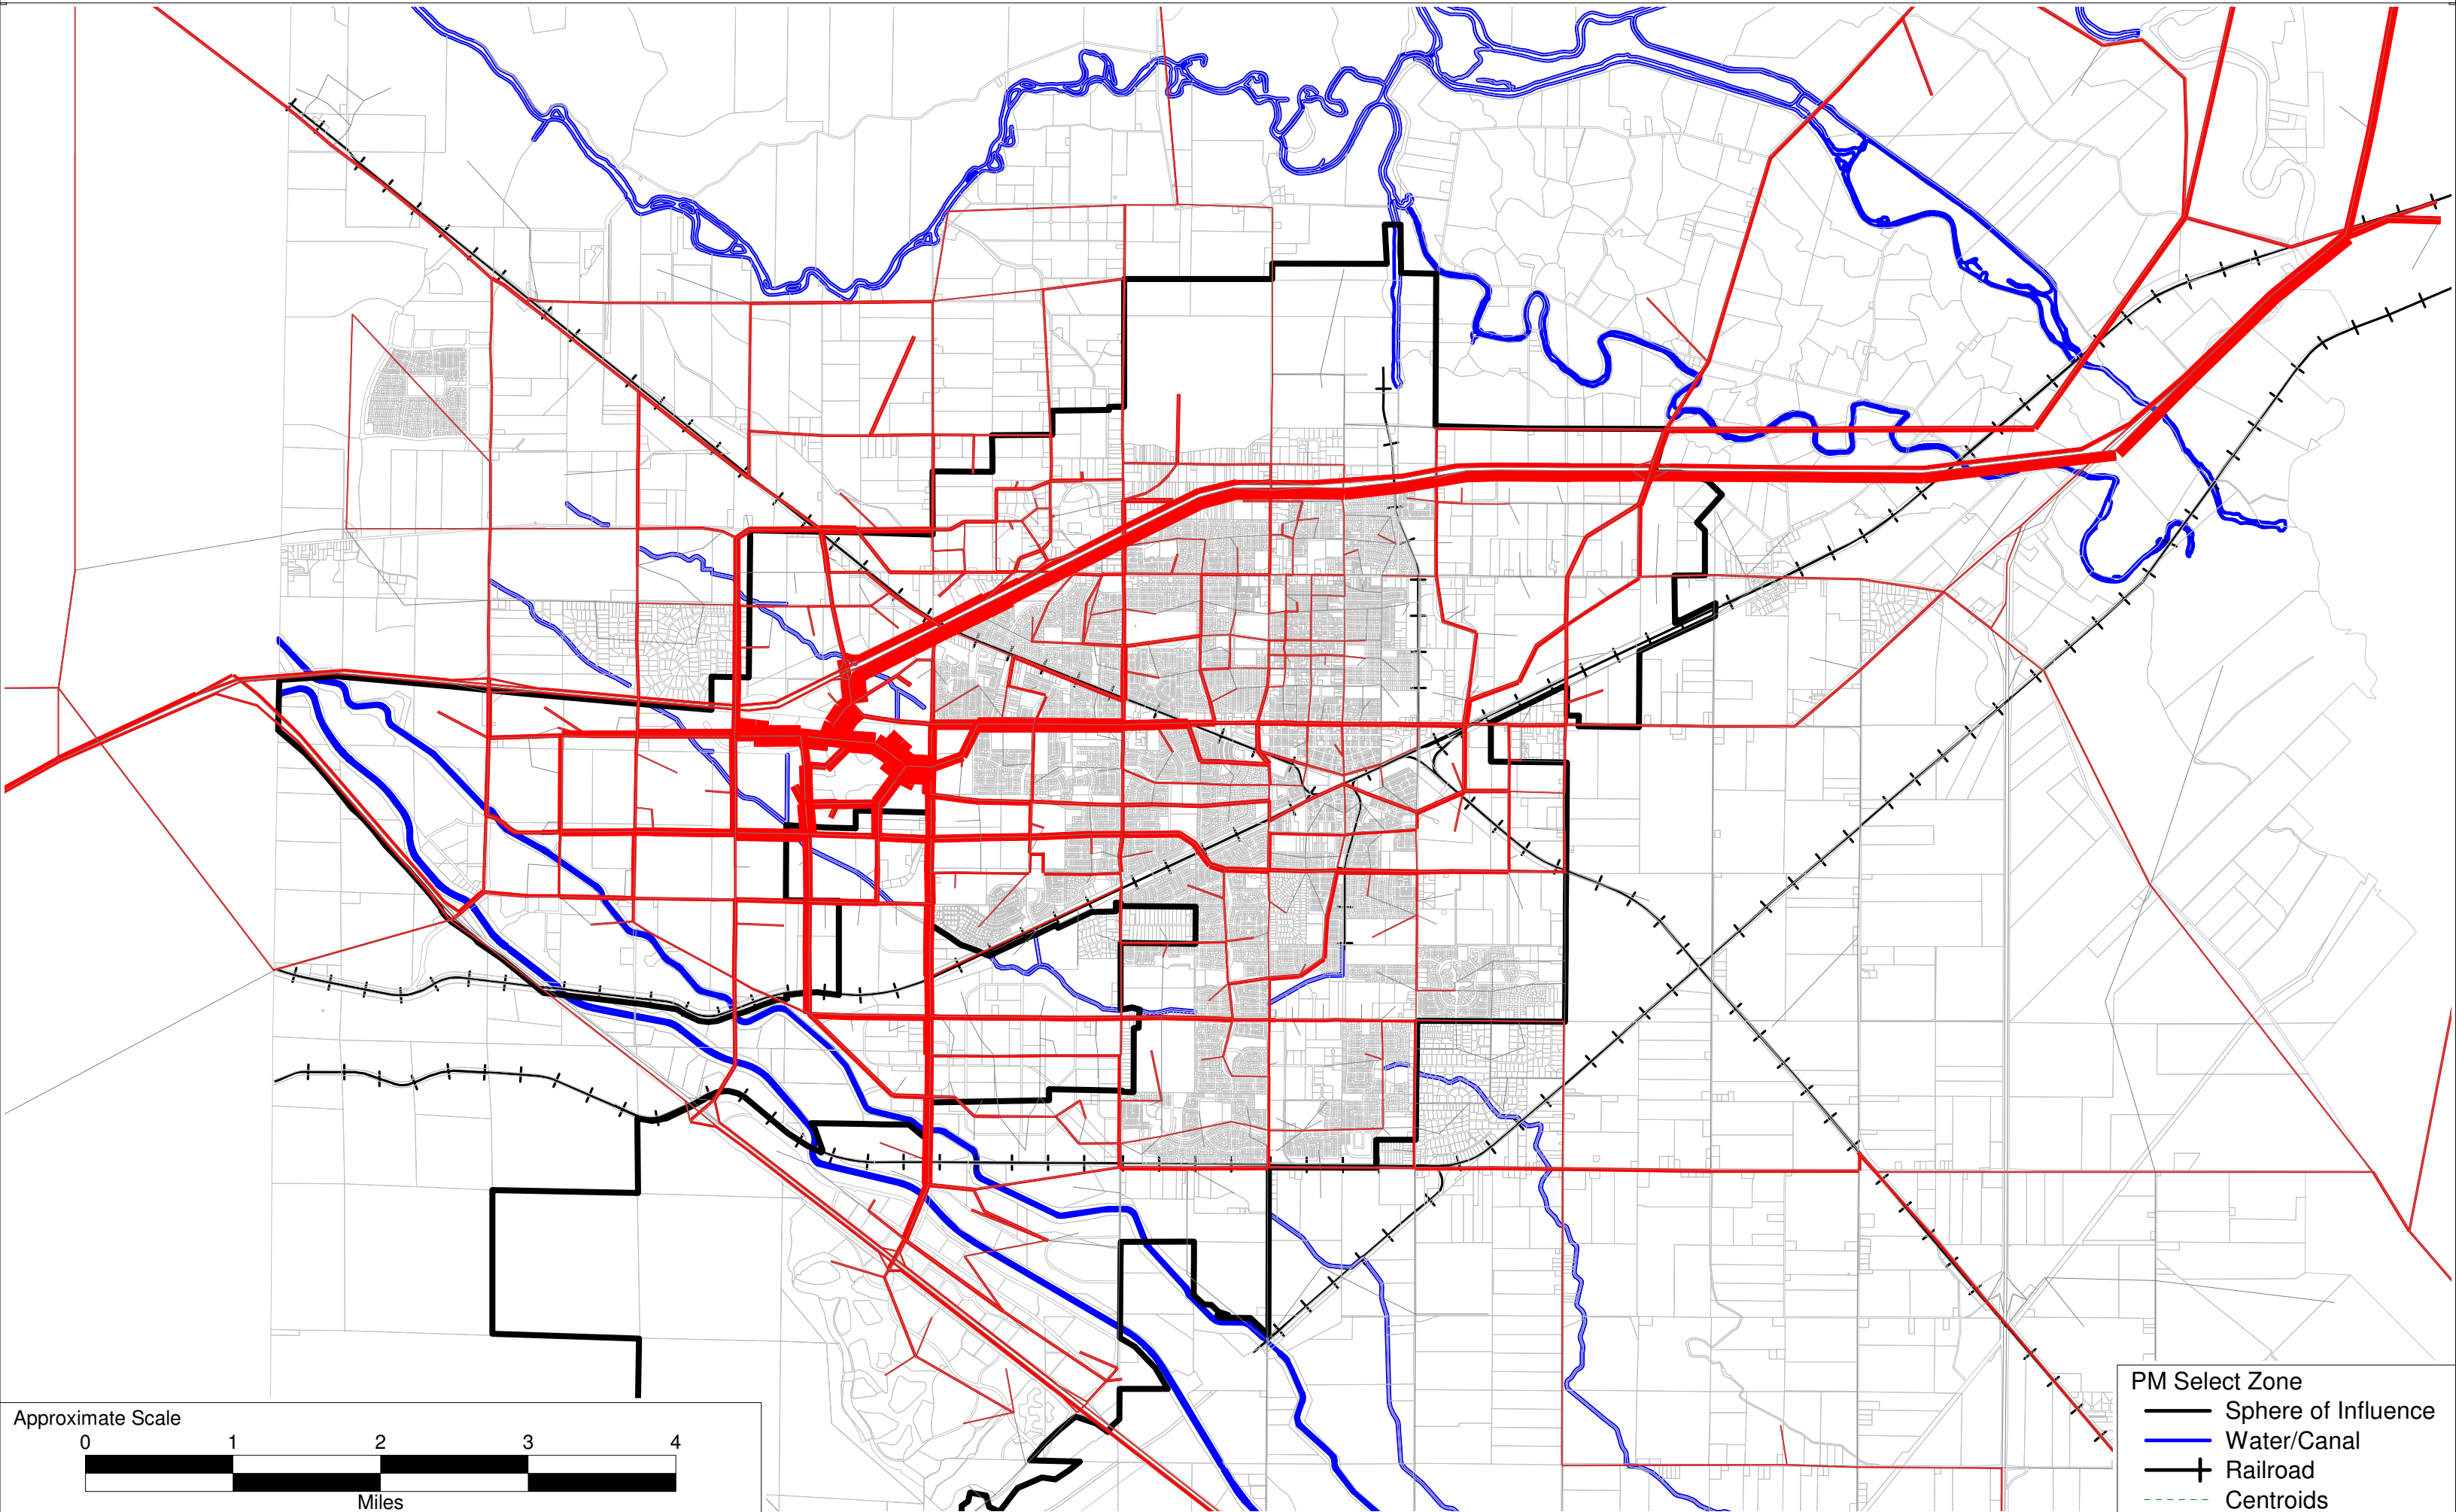 Approximate Scale
0 1 2 3 4
Miles
PM Select Zone
Sphere of Influence
Water/Canal
Railroad
Centroids